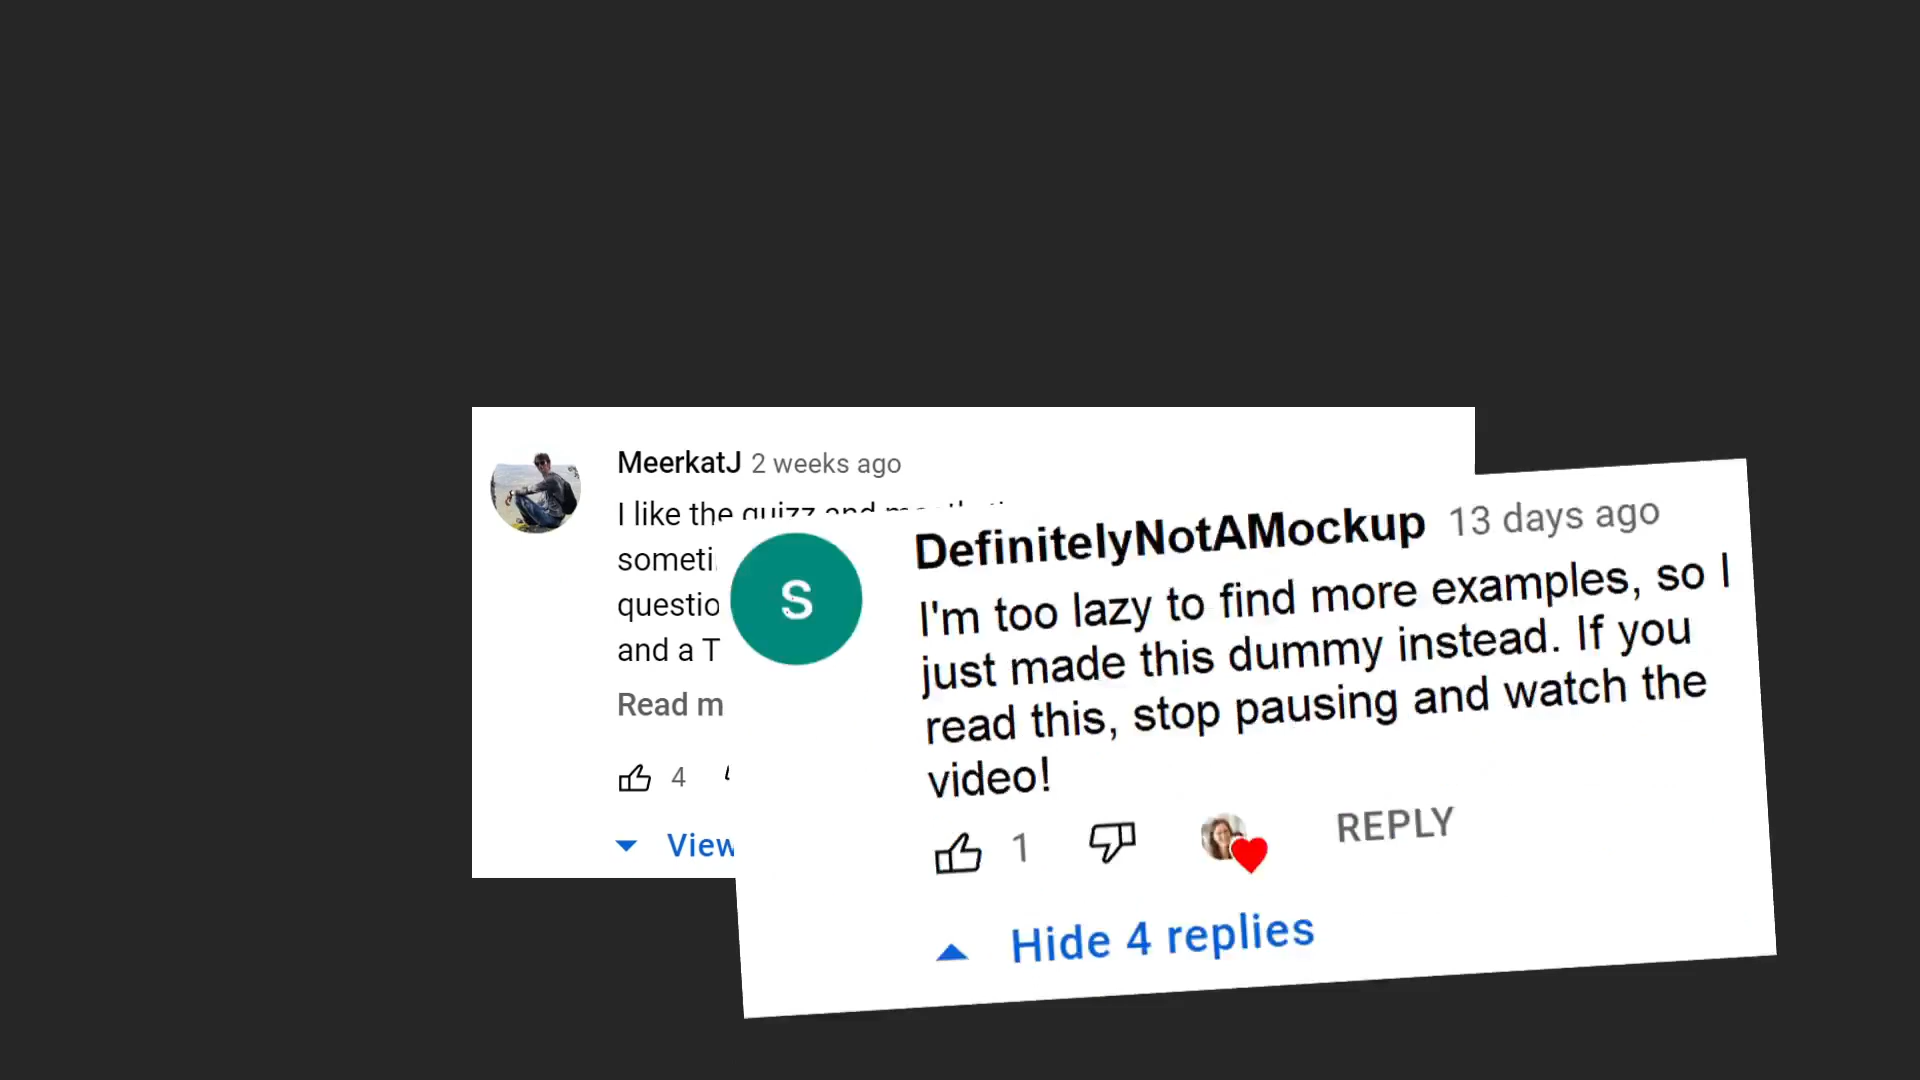 MeerkatJ 2 weeks ago
I like the quizz and
questio
and a T
Read m
4
View
S
DefinitelyNotAMockup 13 days ago
I'm too lazy to find more examples, so I
just made this dummy instead. If you
read this, stop pausing and watch the
video!
1 REPLY
Hide 4 replies